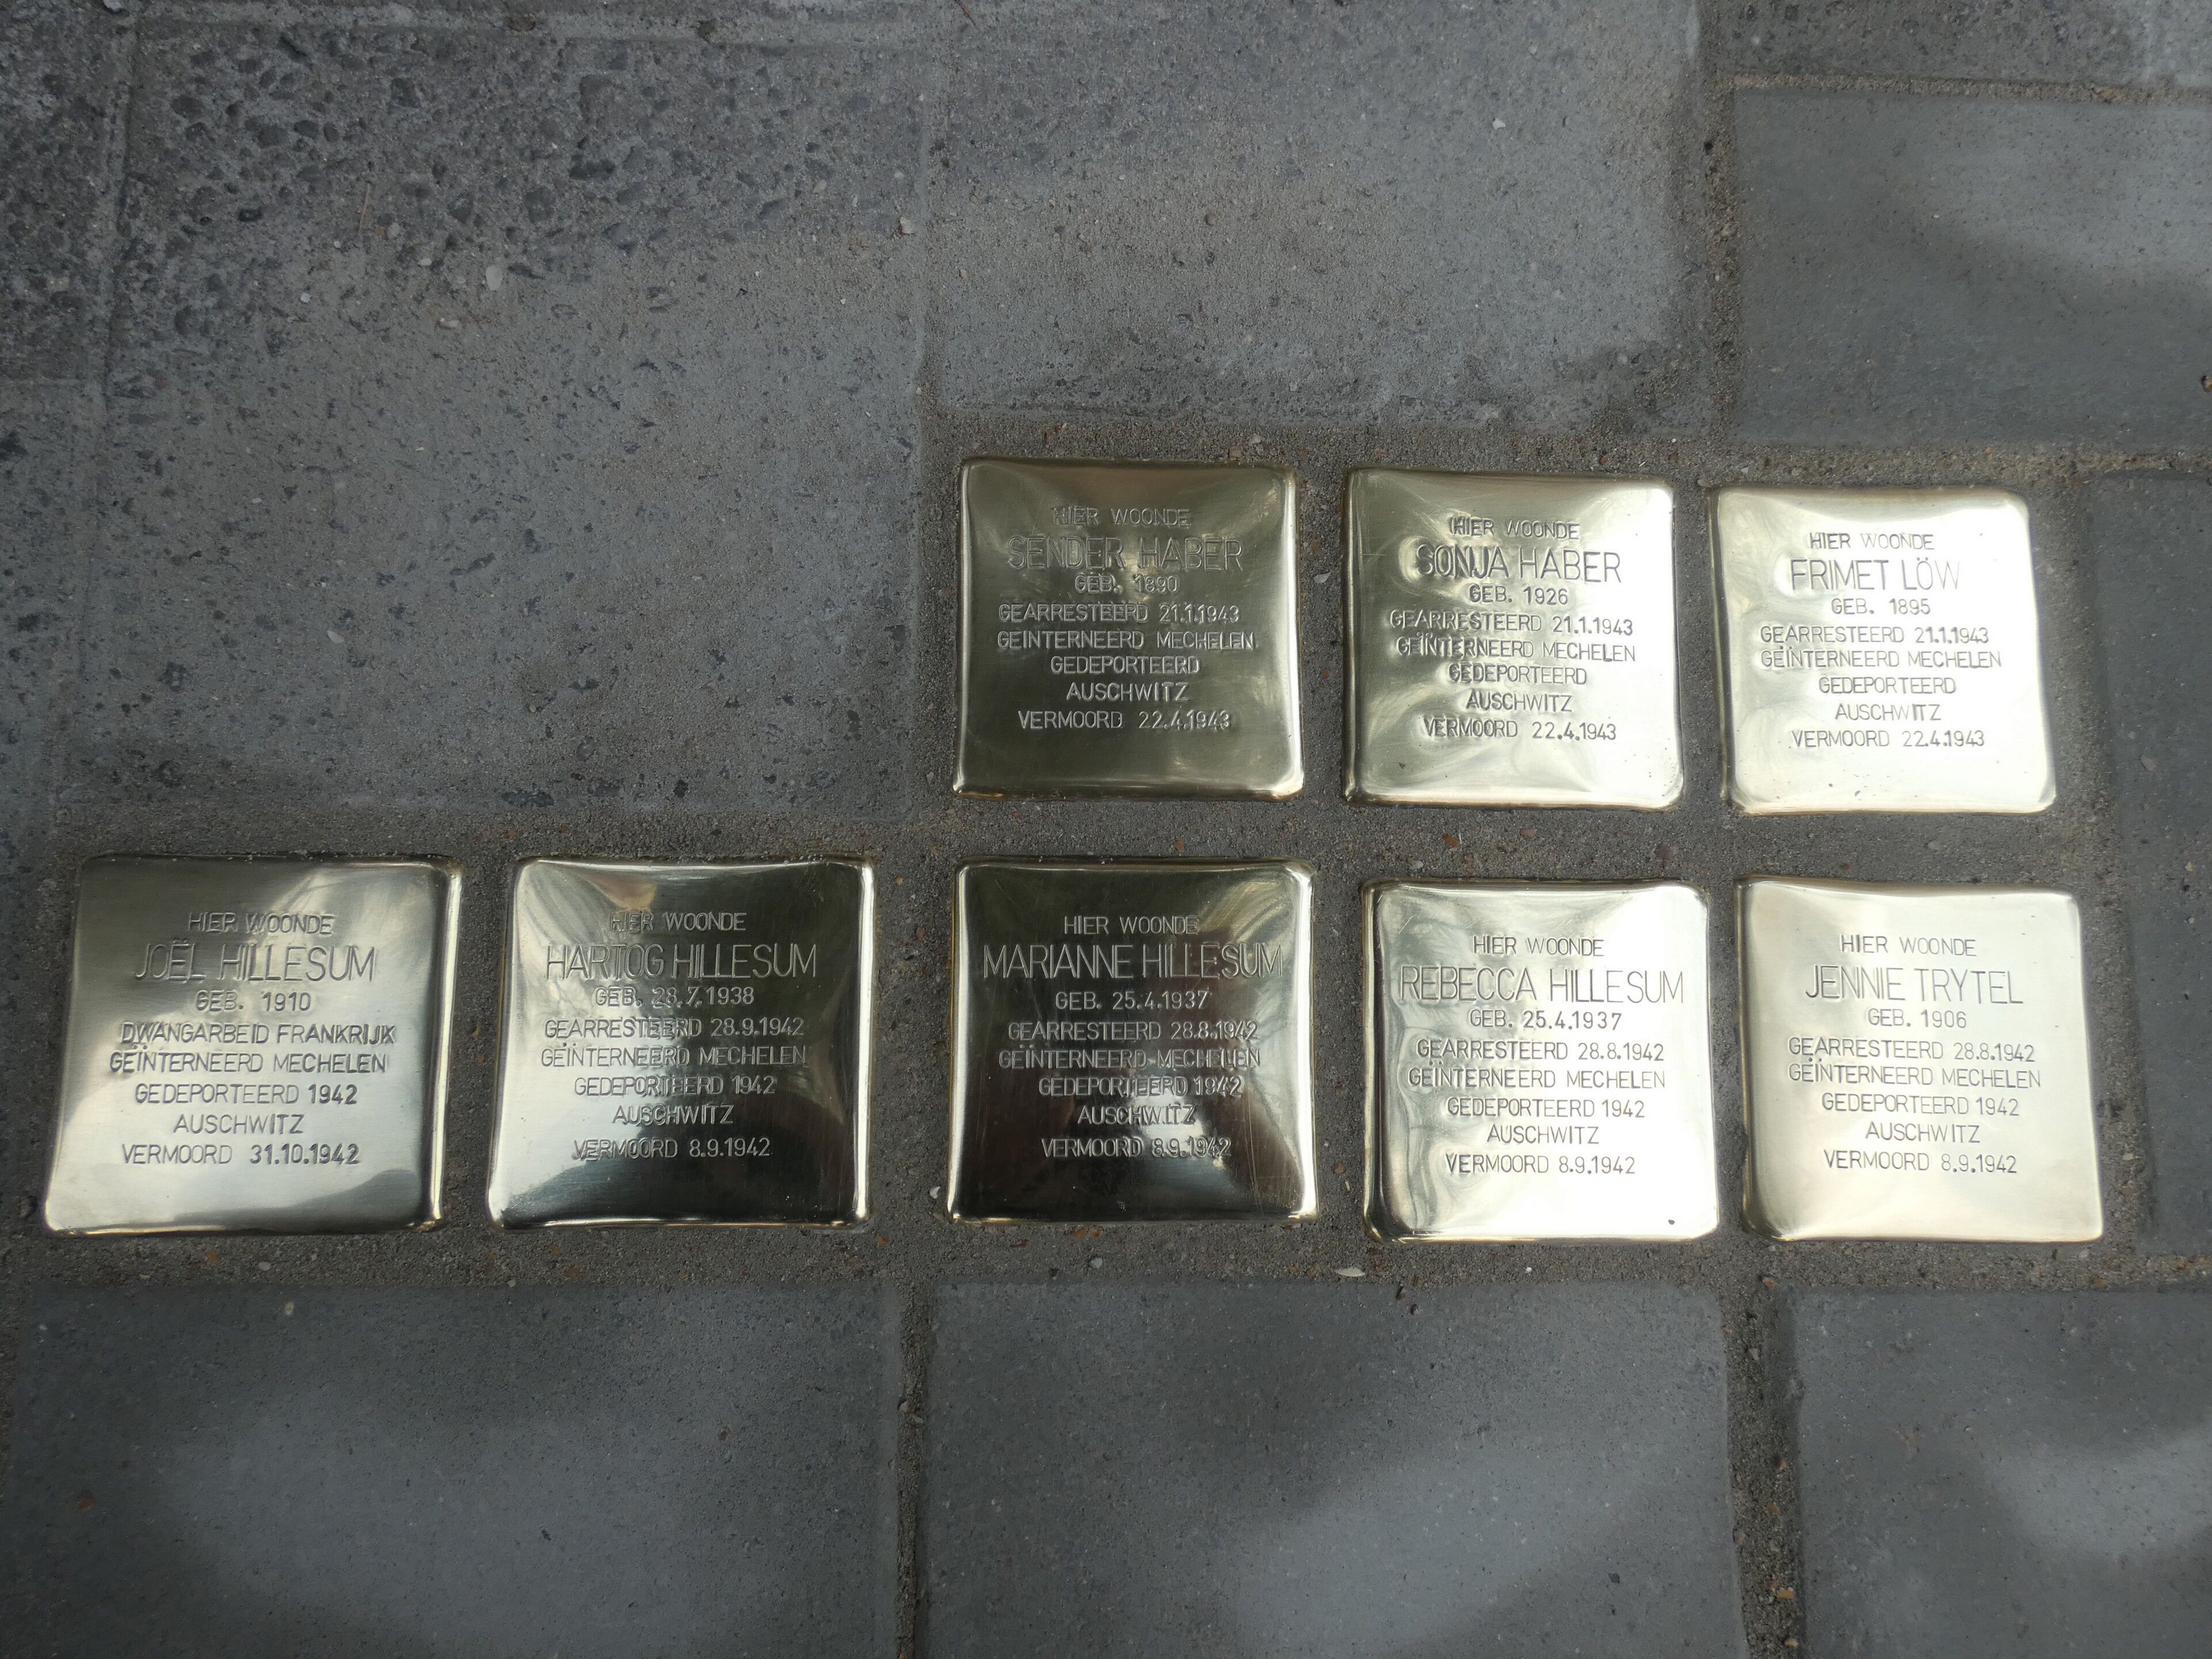 HIER WOONDE
SENDER HABER
GEB. 1890
GEARRESTEERD 21.1.1943
GEÏNTERNEERD MECHELEN
GEDEPORTEERD
AUSCHWITZ
VERMOORD 22.4.1943
HIER WOONDE
SONJA HABER
GEB. 1926
GEARRESTEERD 21.1.1943
GEÏNTERNEERD MECHELEN
GEDEPORTEERD
AUSCHWITZ
VERMOORD 22.4.1943
HIER WOONDE
FRIMET LÖW
GEB. 1895
GEARRESTEERD 21.1.1943
GEÏNTERNEERD MECHELEN
GEDEPORTEERD
AUSCHWITZ
VERMOORD 22.4.1943
HIER WOONDE
JOËL HILLESUM
GEB. 1910
DWANGARBEID FRANKRIJK
GEÏNTERNEERD MECHELEN
GEDEPORTEERD 1942
AUSCHWITZ
VERMOORD 31.10.1942
HIER WOONDE
HARTOG HILLESUM
GEB. 28.7.1938
GEARRESTEERD 28.9.1942
GEÏNTERNEERD MECHELEN
GEDEPORTEERD 1942
AUSCHWITZ
VERMOORD 8.9.1942
HIER WOONDE
MARIANNE HILLESUM
GEB. 25.4.1937
GEARRESTEERD 28.8.1942
GEÏNTERNEERD MECHELEN
GEDEPORTEERD 1942
AUSCHWITZ
VERMOORD 8.9.1942
HIER WOONDE
REBECCA HILLESUM
GEB. 25.4.1937
GEARRESTEERD 28.8.1942
GEÏNTERNEERD MECHELEN
GEDEPORTEERD 1942
AUSCHWITZ
VERMOORD 8.9.1942
HIER WOONDE
JENNIE TRYTEL
GEB. 1906
GEARRESTEERD 28.8.1942
GEÏNTERNEERD MECHELEN
GEDEPORTEERD 1942
AUSCHWITZ
VERMOORD 8.9.1942